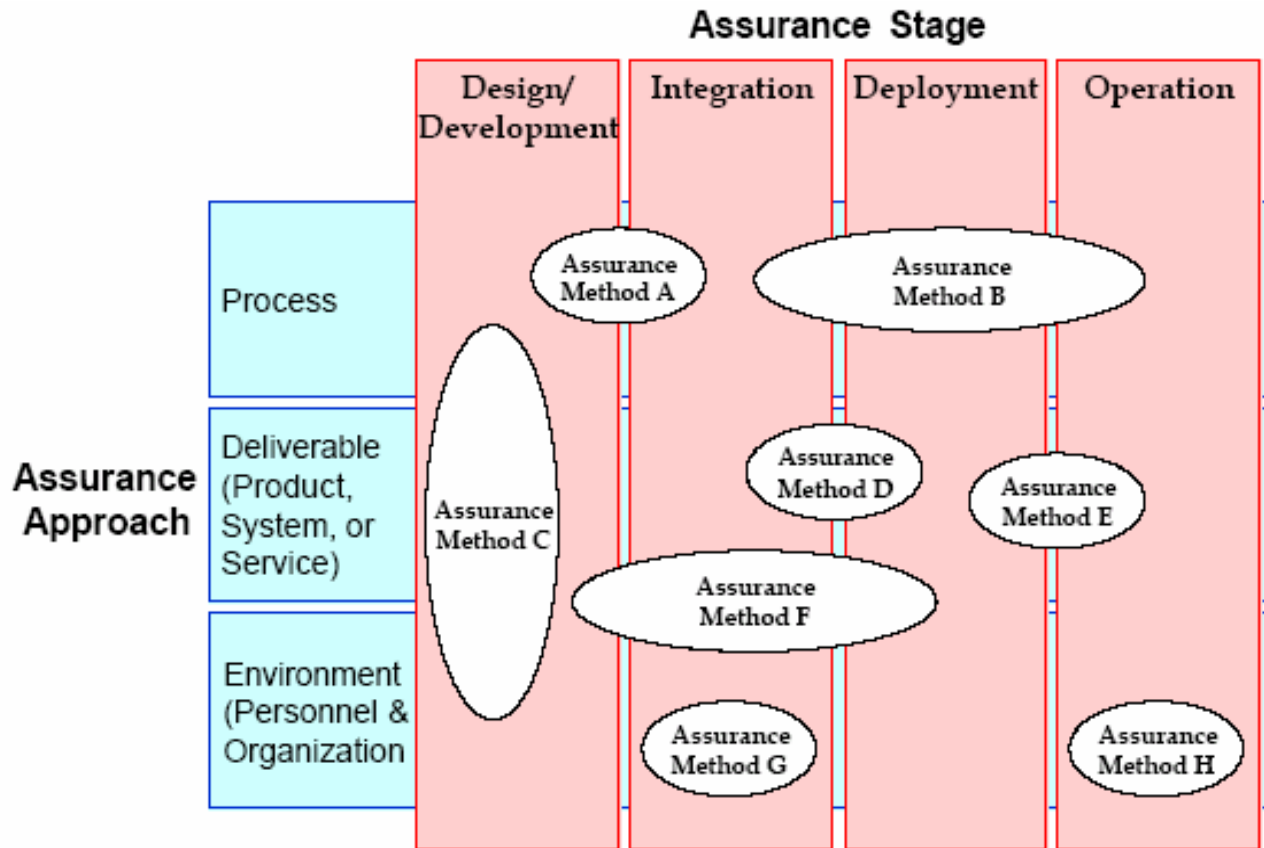 Assurance Stage
Design/
Development
Integration
Deployment
Operation
Process
Assurance
Method A
Assurance
Method B
Assurance
Approach
Deliverable
(Product,
System, or
Service)
Assurance
Method C
Assurance
Method D
Assurance
Method E
Assurance
Method F
Environment
(Personnel &
Organization
Assurance
Method G
Assurance
Method H